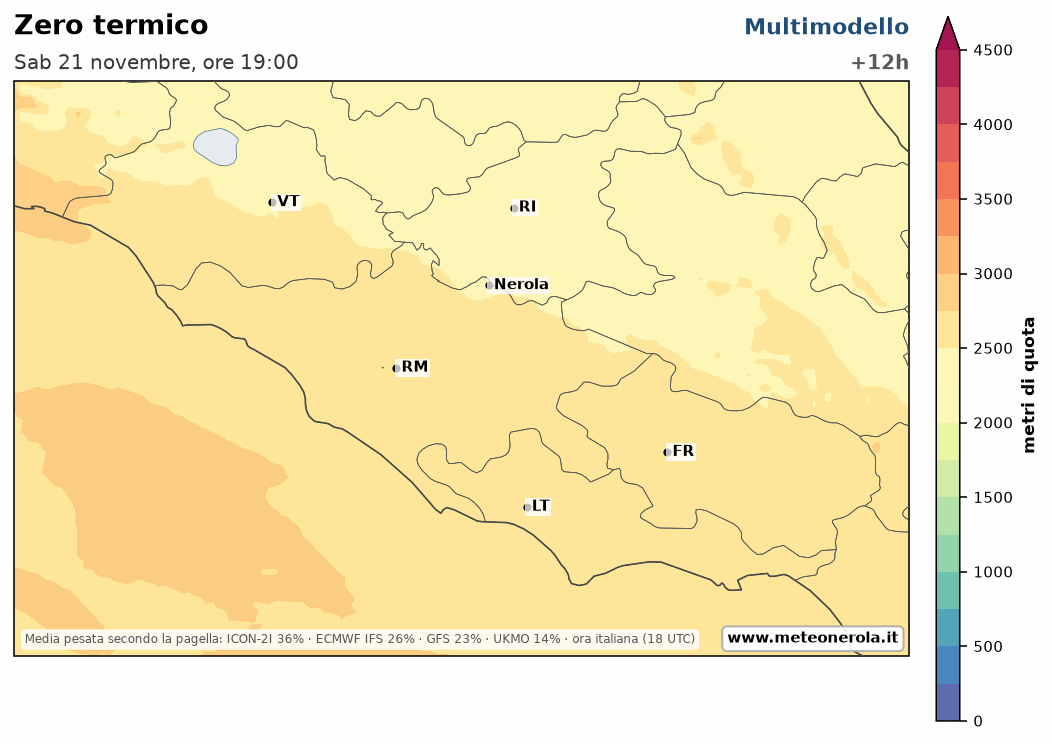 Zero termico
Multimodello
Sab 21 novembre, ore 19:00
+12h
VT
RI
Nerola
RM
FR
LT
Media pesata secondo la pagella: ICON-2I 36% · ECMWF IFS 26% · GFS 23% · UKMO 14% · ora italiana (18 UTC)
www.meteonerola.it
4500
4000
3500
3000
2500
2000
1500
1000
500
0
metri di quota